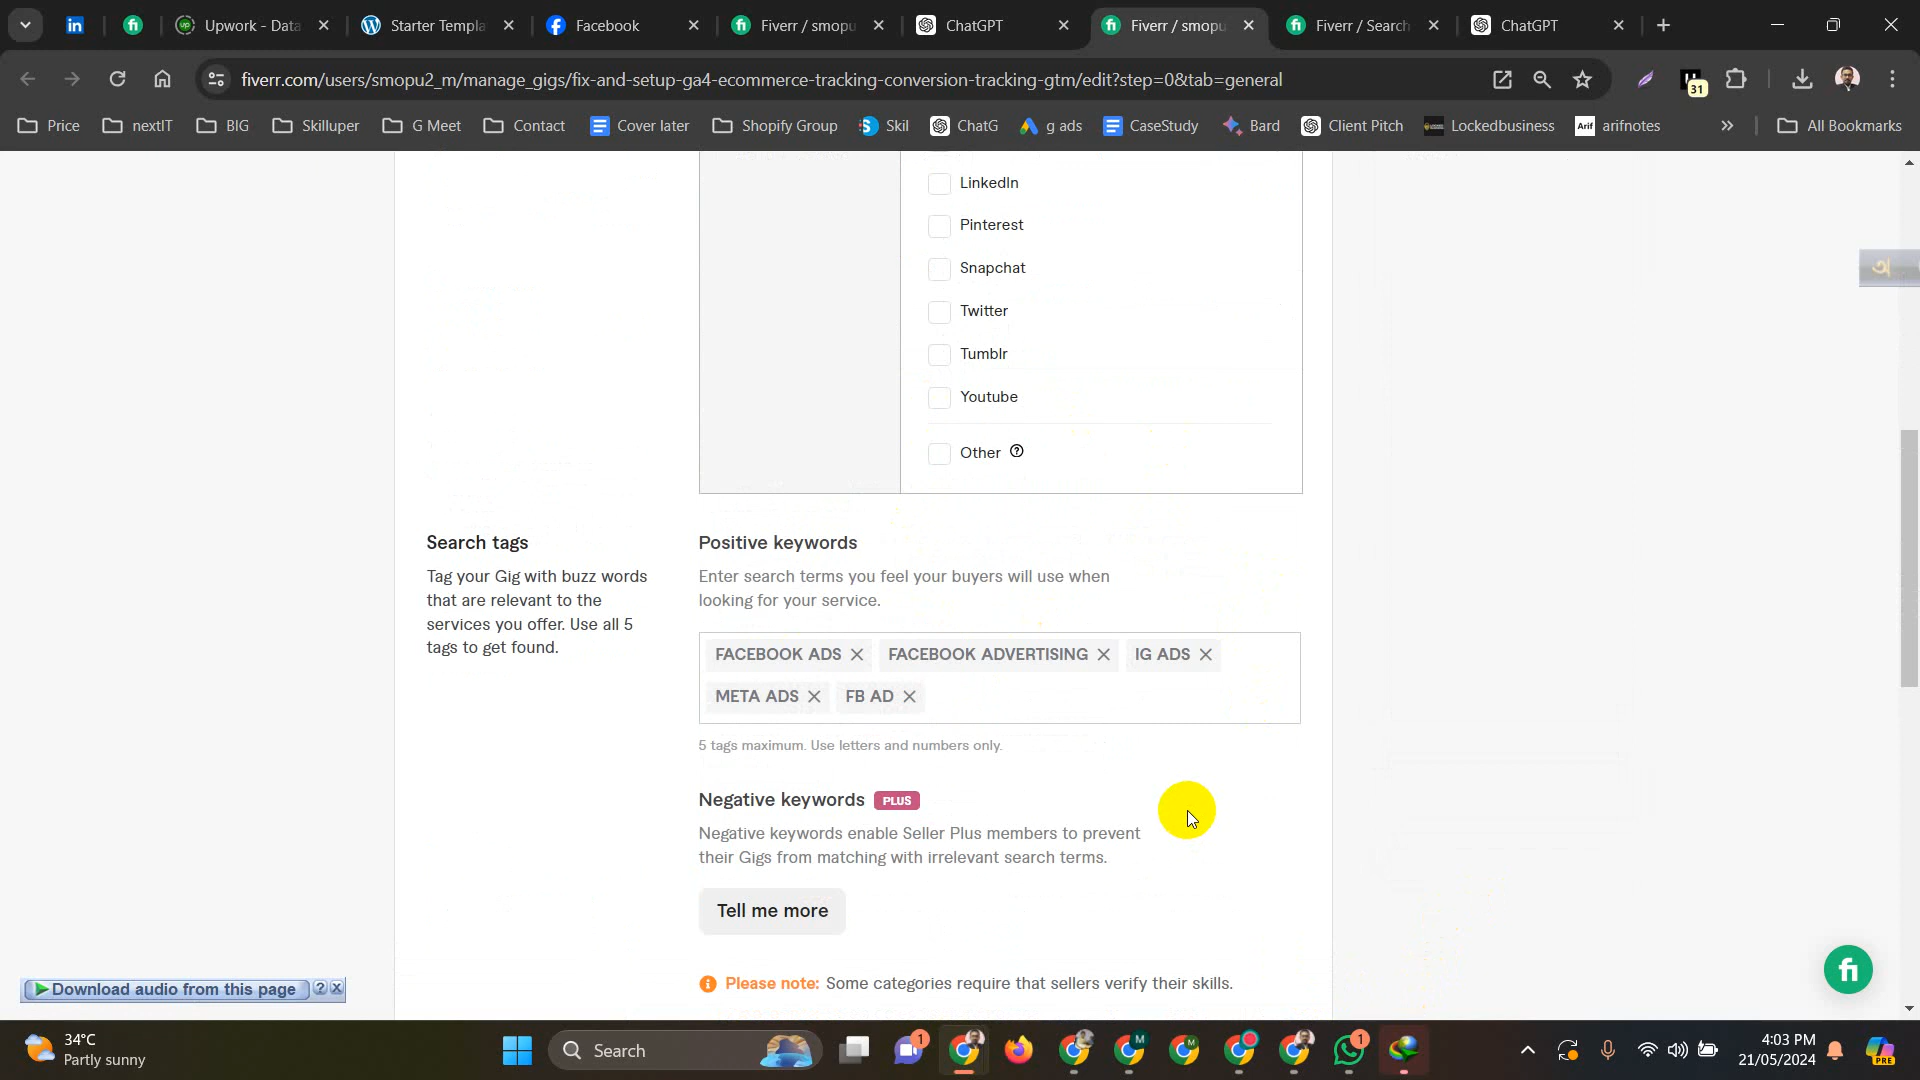 Upwork - Data
Starter Templa
Facebook
Fiverr / smopu
ChatGPT
Fiverr / smopu
Fiverr / Search
ChatGPT
fiverr.com/users/smopu2_m/manage_gigs/fix-and-setup-ga4-ecommerce-tracking-conversion-tracking-gtm/edit?step=0&tab=general
31
Price
nextIT
BIG
Skilluper
G Meet
Contact
Cover later
Shopify Group
Skil
ChatG
g ads
CaseStudy
Bard
Client Pitch
Lockedbusiness
Arif arifnotes
All Bookmarks
LinkedIn
Pinterest
Snapchat
Twitter
Tumblr
Youtube
Other
অ
Search tags
Tag your Gig with buzz words
that are relevant to the
services you offer. Use all 5
tags to get found.
Positive keywords
Enter search terms you feel your buyers will use when
looking for your service.
FACEBOOK ADS FACEBOOK ADVERTISING IG ADS
META ADS FB AD
5 tags maximum. Use letters and numbers only.
Negative keywords PLUS
Negative keywords enable Seller Plus members to prevent
their Gigs from matching with irrelevant search terms.
Tell me more
Please note: Some categories require that sellers verify their skills.
fi
Download audio from this page ?
34°C
Partly sunny
Search
1
M
M
1
4:03 PM
21/05/2024
PRE